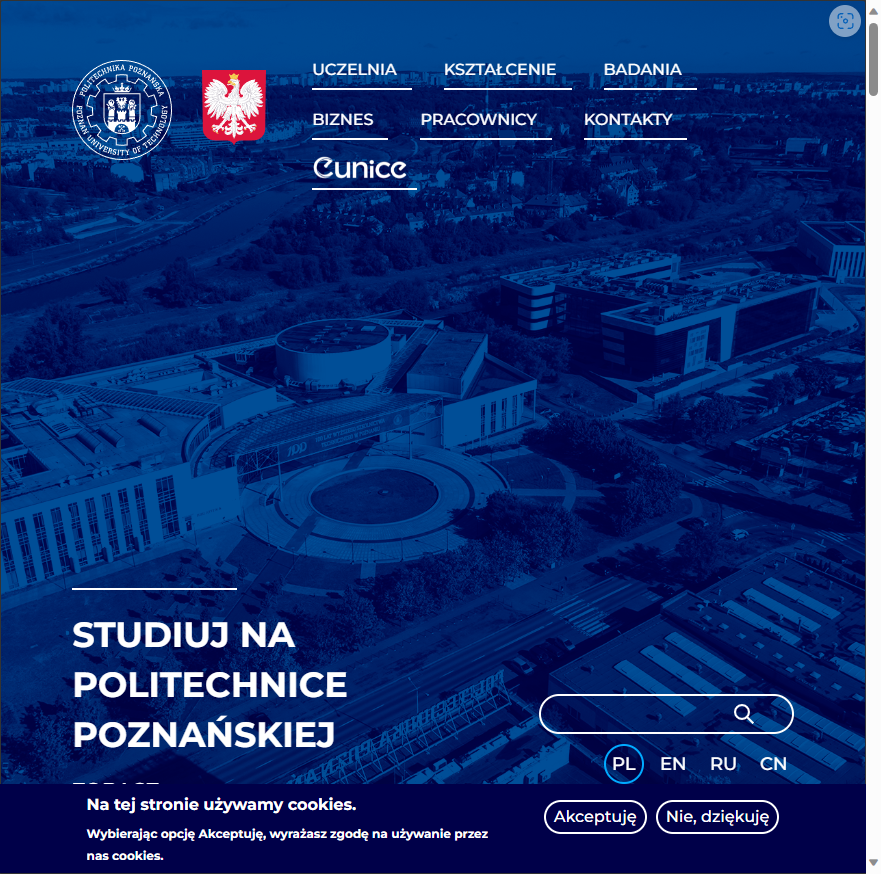 POLITECHNIKA POZNAŃSKA
POZNAN UNIVERSITY OF TECHNOLOGY
UCZELNIA
KSZTAŁCENIE
BADANIA
BIZNES
PRACOWNICY
KONTAKTY
eunice
STUDIUJ NA
POLITECHNICE
POZNAŃSKIEJ
PL
EN
RU
CN
Na tej stronie używamy cookies.
Wybierając opcję Akceptuję, wyrażasz zgodę na używanie przez
nas cookies.
Akceptuję
Nie, dziękuję